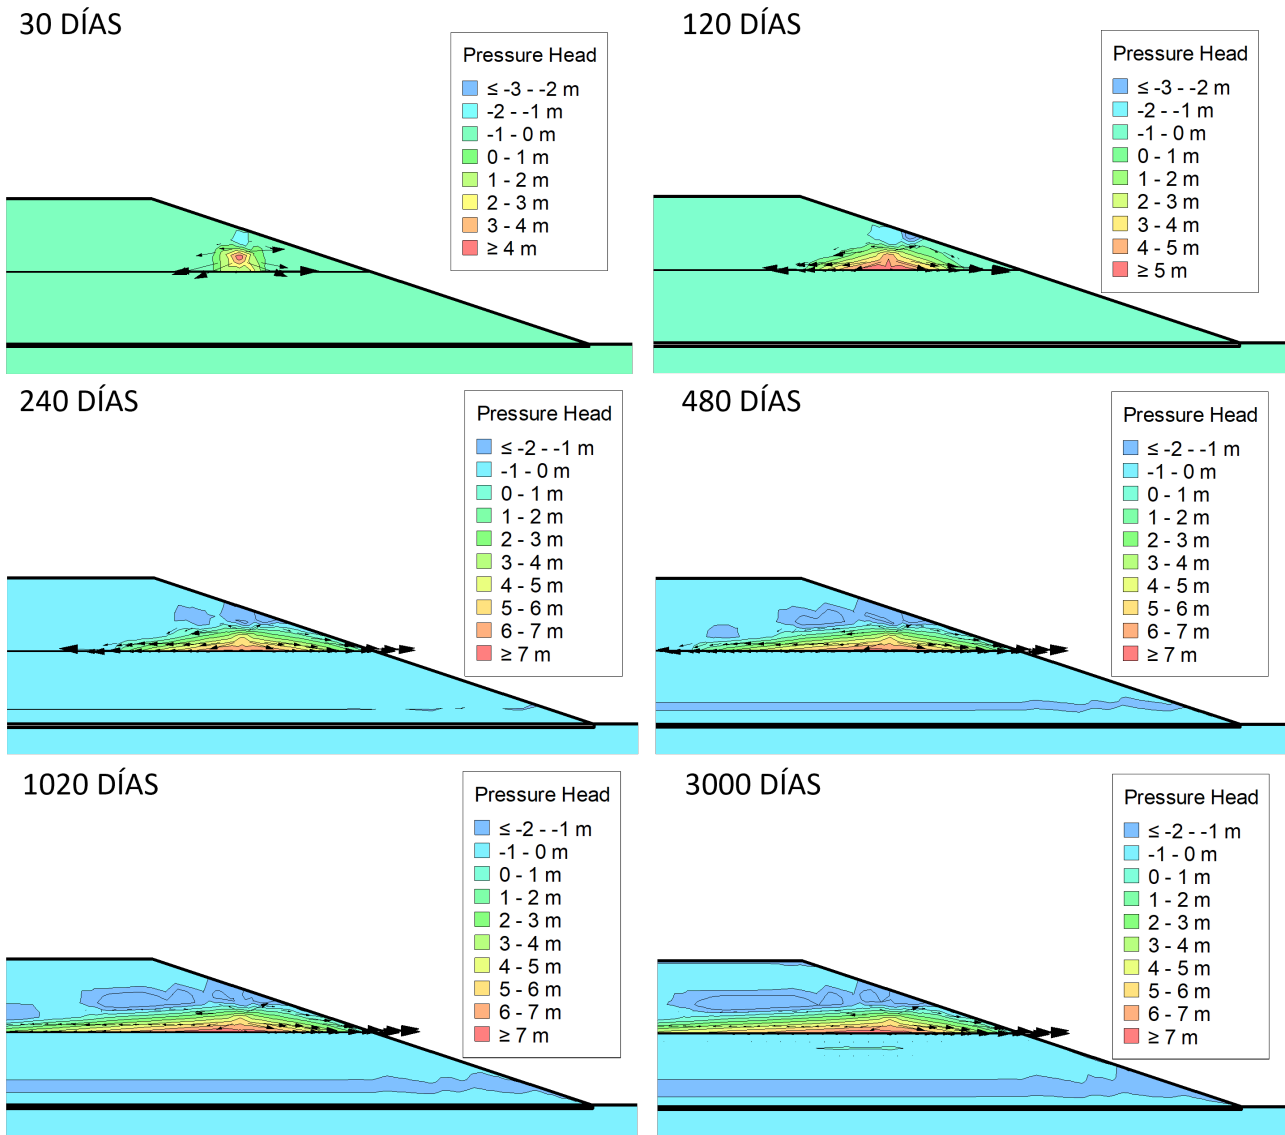 30 DÍAS
Pressure Head
≤ -3 - -2 m
-2 - -1 m
-1 - 0 m
0 - 1 m
1 - 2 m
2 - 3 m
3 - 4 m
≥ 4 m
120 DÍAS
Pressure Head
≤ -3 - -2 m
-2 - -1 m
-1 - 0 m
0 - 1 m
1 - 2 m
2 - 3 m
3 - 4 m
4 - 5 m
≥ 5 m
240 DÍAS
Pressure Head
≤ -2 - -1 m
-1 - 0 m
0 - 1 m
1 - 2 m
2 - 3 m
3 - 4 m
4 - 5 m
5 - 6 m
6 - 7 m
≥ 7 m
480 DÍAS
Pressure Head
≤ -2 - -1 m
-1 - 0 m
0 - 1 m
1 - 2 m
2 - 3 m
3 - 4 m
4 - 5 m
5 - 6 m
6 - 7 m
≥ 7 m
1020 DÍAS
Pressure Head
≤ -2 - -1 m
-1 - 0 m
0 - 1 m
1 - 2 m
2 - 3 m
3 - 4 m
4 - 5 m
5 - 6 m
6 - 7 m
≥ 7 m
3000 DÍAS
Pressure Head
≤ -2 - -1 m
-1 - 0 m
0 - 1 m
1 - 2 m
2 - 3 m
3 - 4 m
4 - 5 m
5 - 6 m
6 - 7 m
≥ 7 m